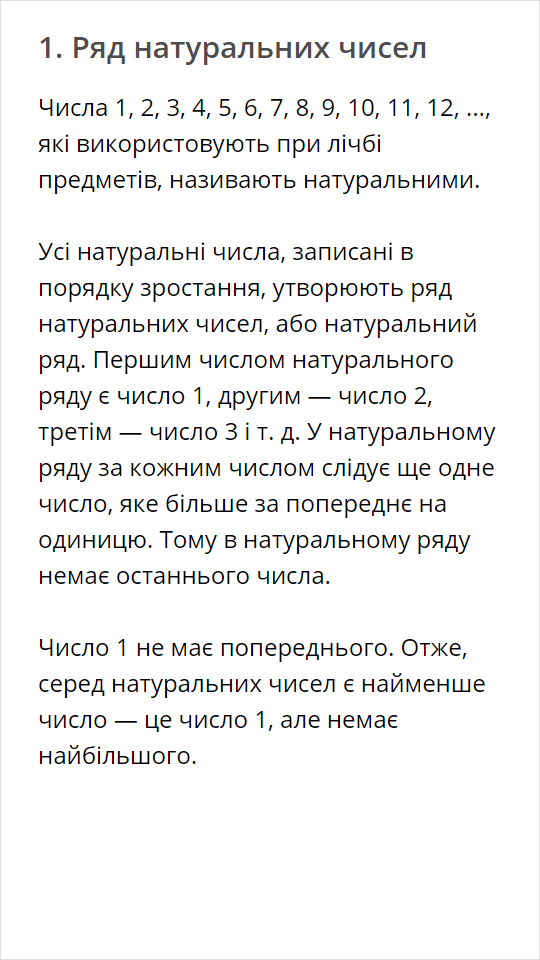 1. Ряд натуральних чисел
Числа 1, 2, 3, 4, 5, 6, 7, 8, 9, 10, 11, 12, ...,
які використовують при лічбі
предметів, називають натуральними.
Усі натуральні числа, записані в
порядку зростання, утворюють ряд
натуральних чисел, або натуральний
ряд. Першим числом натурального
ряду є число 1, другим — число 2,
третім — число 3 і т. д. У натуральному
ряду за кожним числом слідує ще одне
число, яке більше за попереднє на
одиницю. Тому в натуральному ряду
немає останнього числа.
Число 1 не має попереднього. Отже,
серед натуральних чисел є найменше
число — це число 1, але немає
найбільшого.